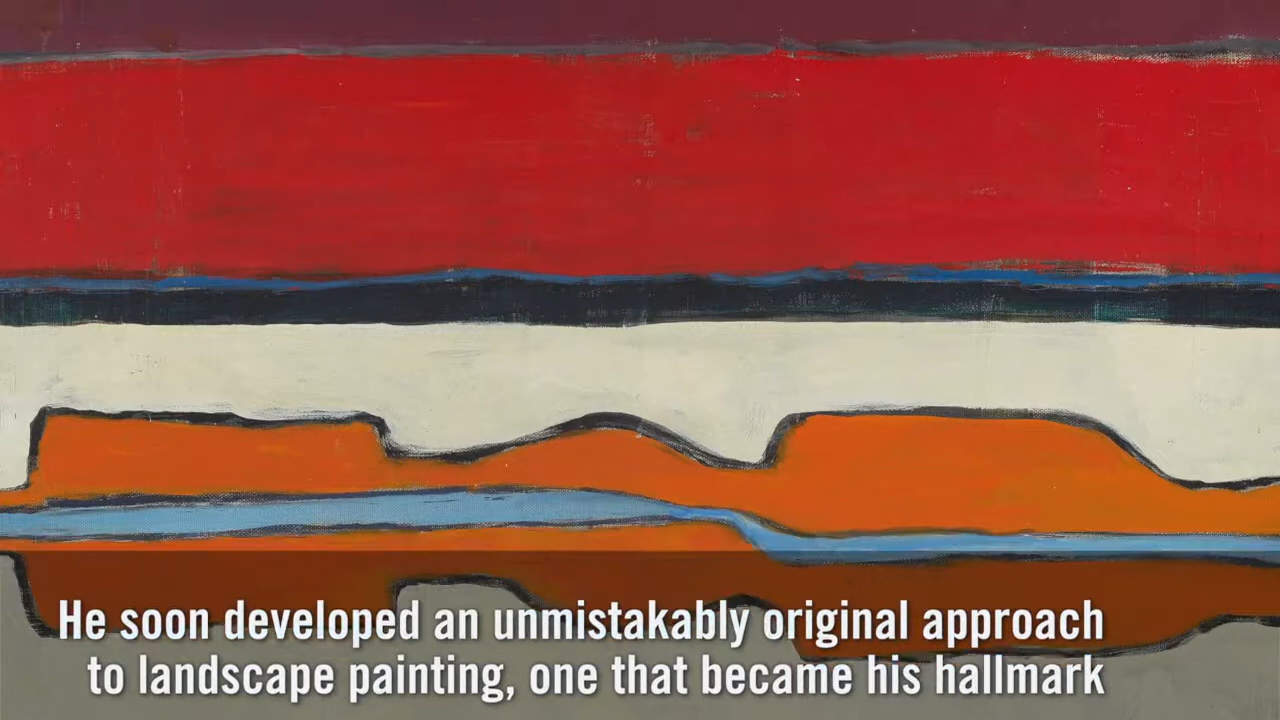 He soon developed an unmistakably original approach
to landscape painting, one that became his hallmark